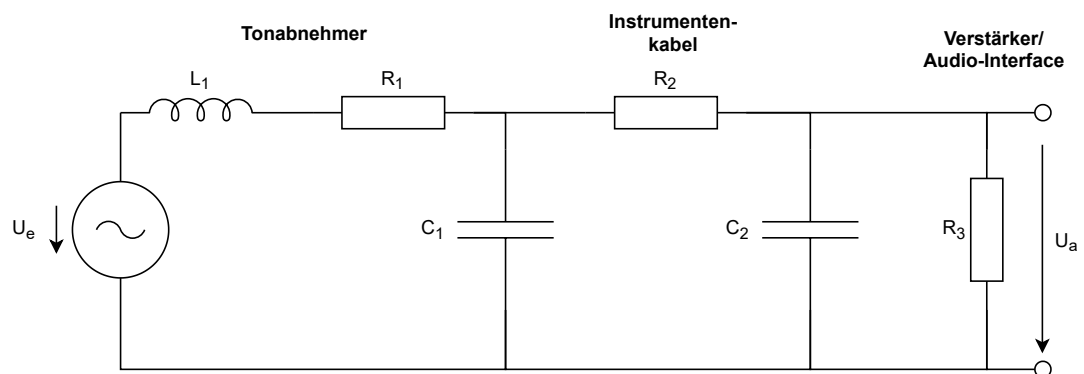 Tonabnehmer
Instrumenten-
kabel
Verstärker/
Audio-Interface
L₁
R₁
R₂
Uₑ
C₁
C₂
R₃
Uₐ